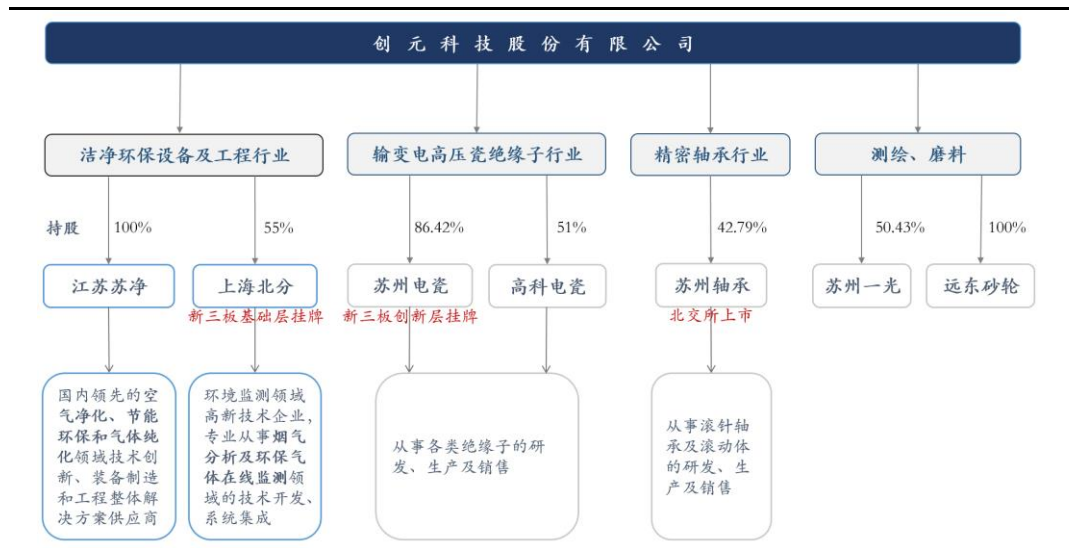 创元科技股份有限公司
洁净环保设备及工程行业
输变电高压瓷绝缘子行业
精密轴承行业
测绘、磨料
持股
100%
55%
86.42%
51%
42.79%
50.43%
100%
江苏苏净
上海北分
苏州电瓷
高科电瓷
苏州轴承
苏州一光
远东砂轮
新三板基础层挂牌
新三板创新层挂牌
北交所上市
国内领先的空
气净化、节能
环保和气体纯
化领域技术创
新、装备制造
和工程整体解
决方案供应商
环境监测领域
高新技术企业，
专业从事烟气
分析及环保气
体在线监测领
域的技术开发、
系统集成
从事各类绝缘子的研
发、生产及销售
从事滚针轴
承及滚动体
的研发、生
产及销售